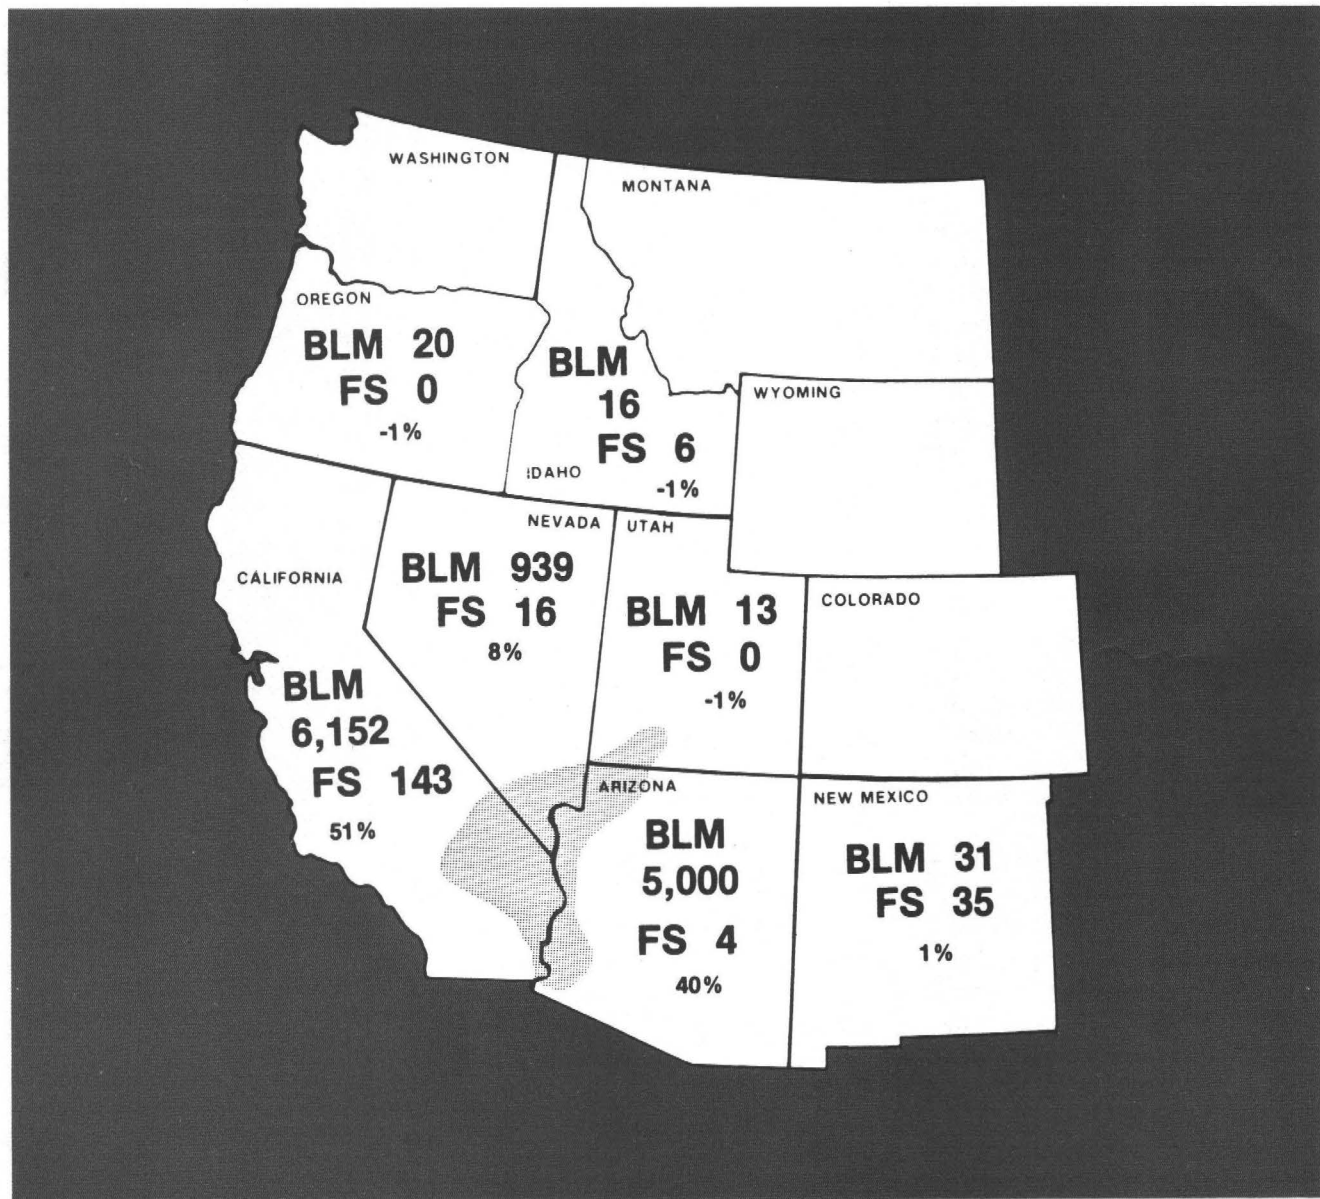 WASHINGTON
MONTANA
OREGON
BLM 20
FS 0
-1%
BLM
16
FS 6
IDAHO
-1%
WYOMING
NEVADA
BLM 939
FS 16
8%
UTAH
BLM 13
FS 0
-1%
COLORADO
CALIFORNIA
BLM
6,152
FS 143
51%
ARIZONA
BLM
5,000
FS 4
40%
NEW MEXICO
BLM 31
FS 35
1%